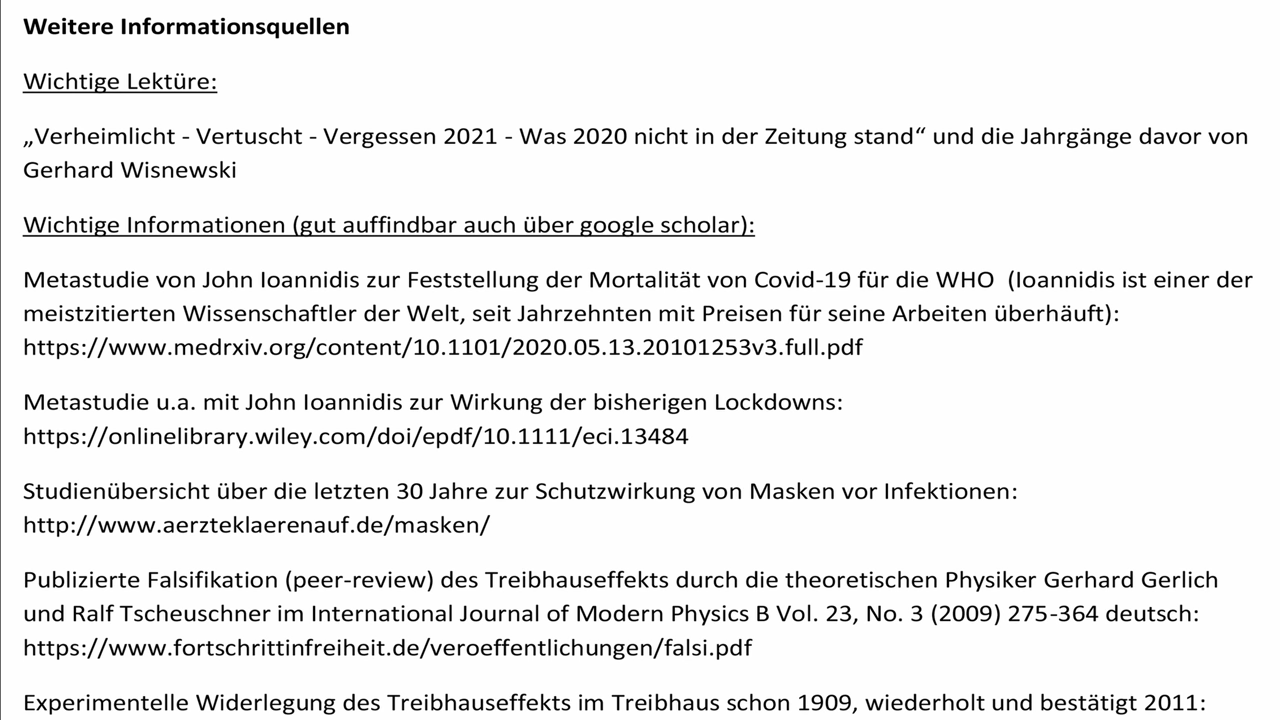 Weitere Informationsquellen
Wichtige Lektüre:
„Verheimlicht - Vertuscht - Vergessen 2021 - Was 2020 nicht in der Zeitung stand“ und die Jahrgänge davor von
Gerhard Wisnewski
Wichtige Informationen (gut auffindbar auch über google scholar):
Metastudie von John Ioannidis zur Feststellung der Mortalität von Covid-19 für die WHO  (Ioannidis ist einer der
meistzitierten Wissenschaftler der Welt, seit Jahrzehnten mit Preisen für seine Arbeiten überhäuft):
https://www.medrxiv.org/content/10.1101/2020.05.13.20101253v3.full.pdf
Metastudie u.a. mit John Ioannidis zur Wirkung der bisherigen Lockdowns:
https://onlinelibrary.wiley.com/doi/epdf/10.1111/eci.13484
Studienübersicht über die letzten 30 Jahre zur Schutzwirkung von Masken vor Infektionen:
http://www.aerzteklaerenauf.de/masken/
Publizierte Falsifikation (peer-review) des Treibhauseffekts durch die theoretischen Physiker Gerhard Gerlich
und Ralf Tscheuschner im International Journal of Modern Physics B Vol. 23, No. 3 (2009) 275-364 deutsch:
https://www.fortschrittinfreiheit.de/veroeffentlichungen/falsi.pdf
Experimentelle Widerlegung des Treibhauseffekts im Treibhaus schon 1909, wiederholt und bestätigt 2011: